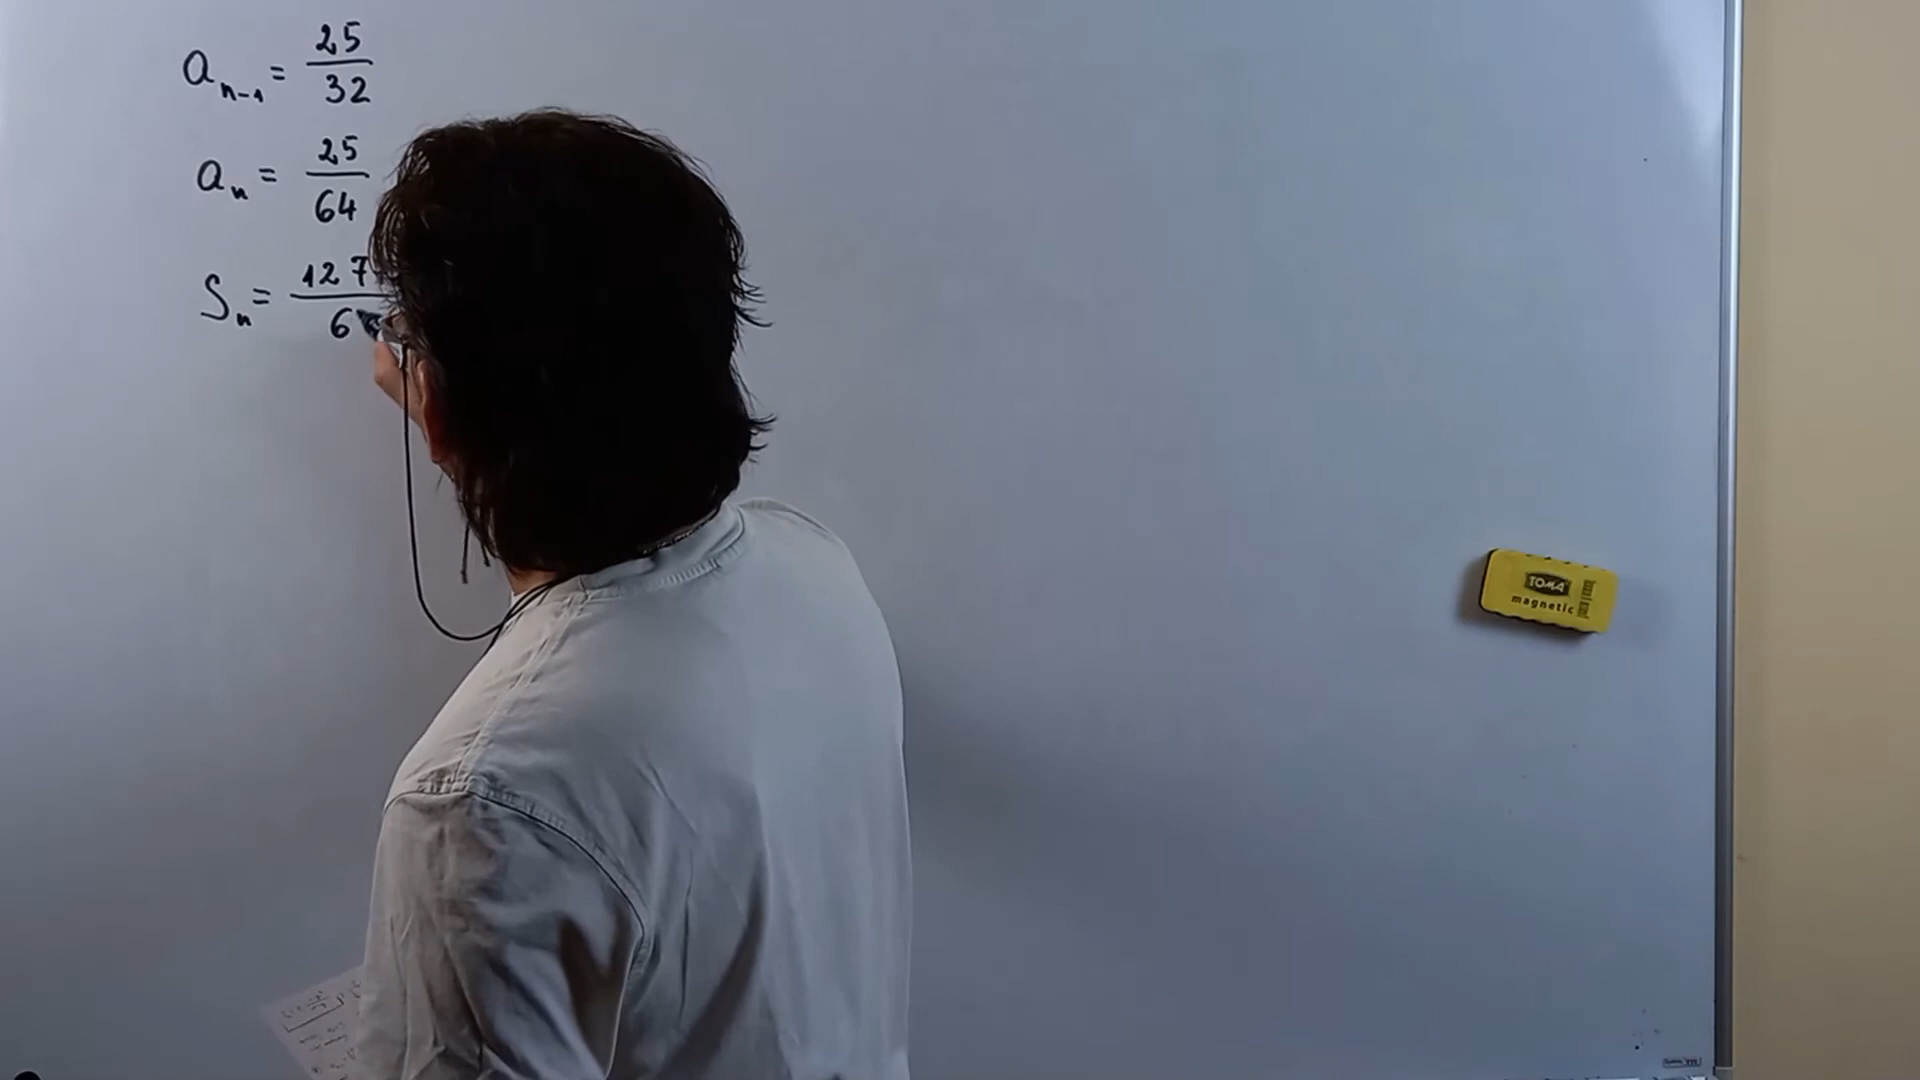 a_{n-1} = 25/32
a_n = 25/64
S_n = 127/6
TOMA
magnetic